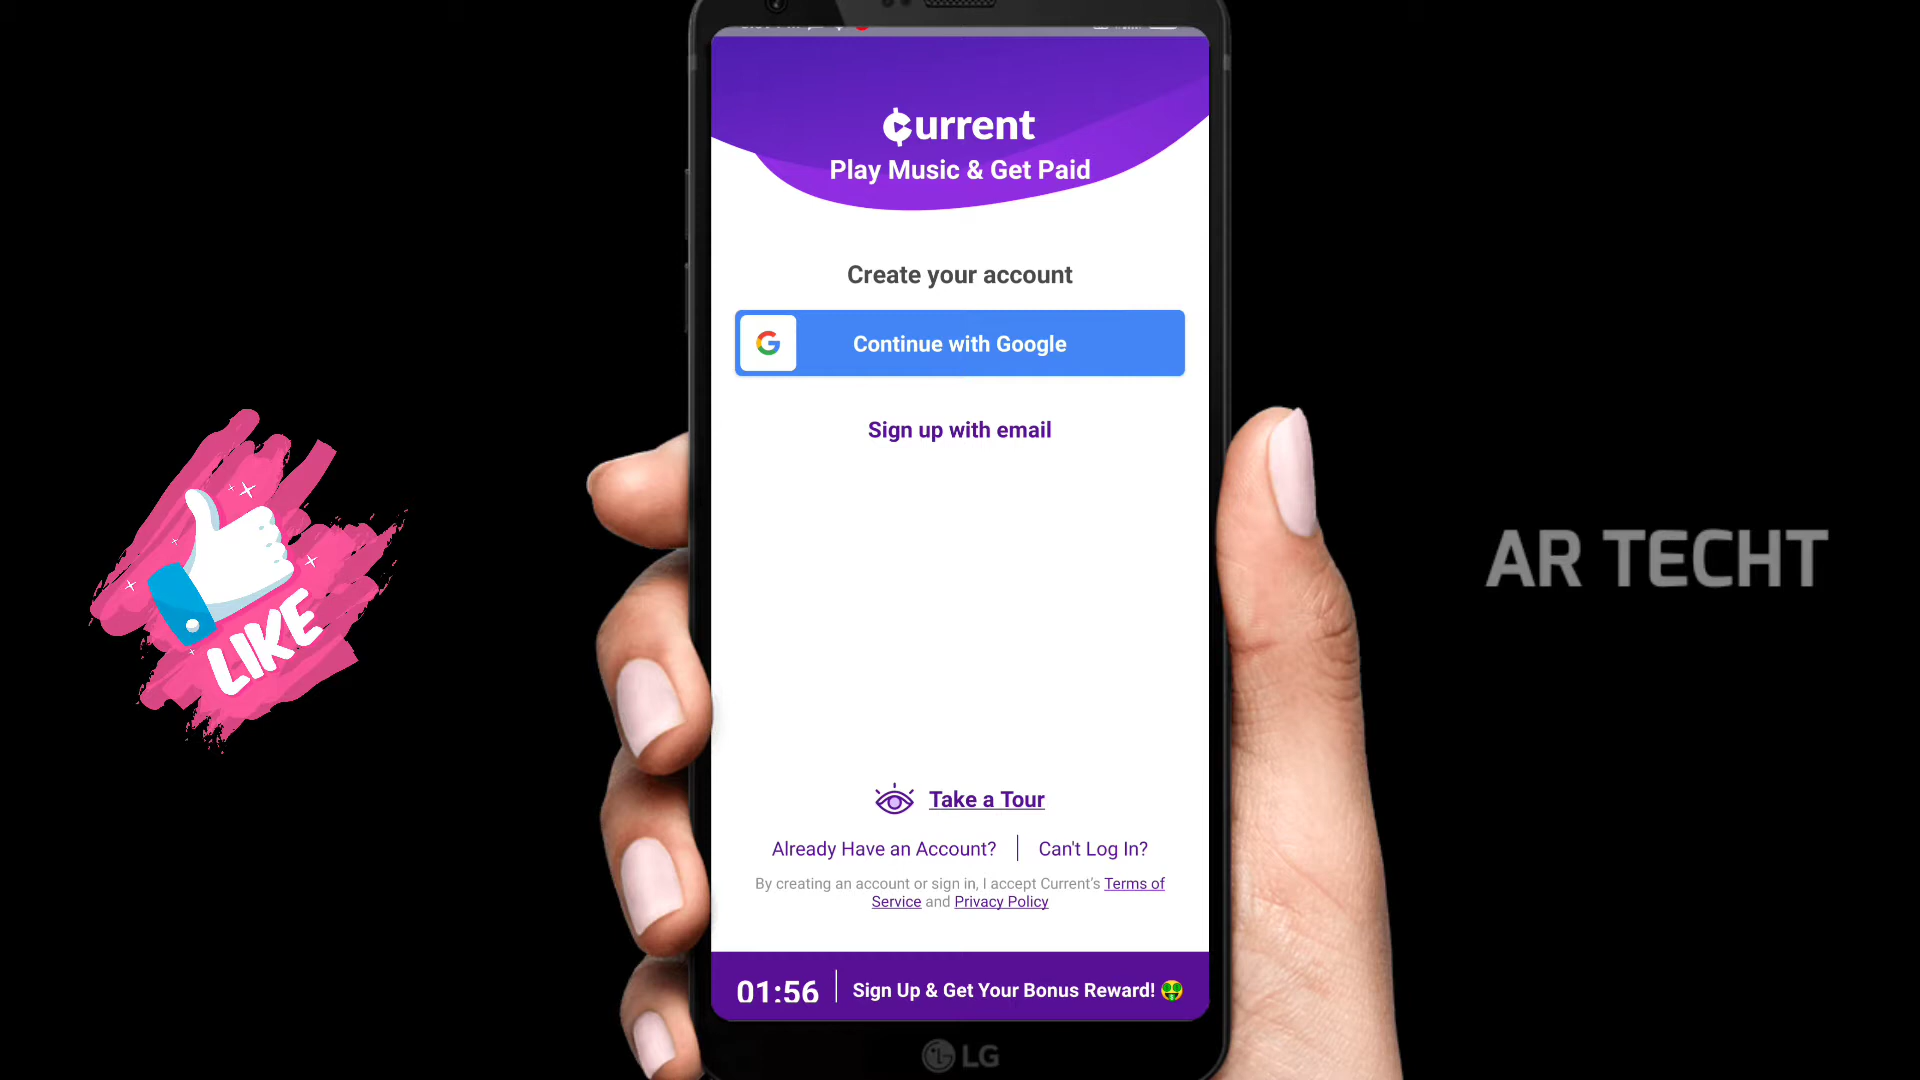 Current
Play Music & Get Paid
Create your account
G
Continue with Google
Sign up with email
LIKE
AR TECHT
Take a Tour
Already Have an Account?
Can't Log In?
By creating an account or sign in, I accept Current's Terms of
Service and Privacy Policy
01:56
Sign Up & Get Your Bonus Reward! 🤑
LG